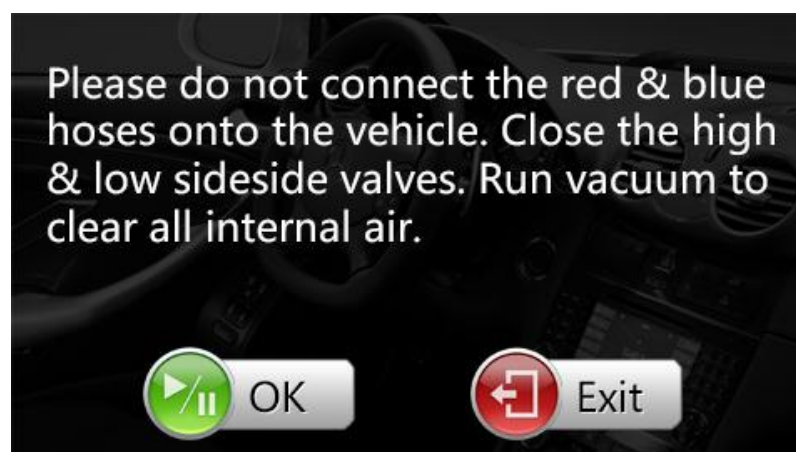 Please do not connect the red & blue
hoses onto the vehicle. Close the high
& low sideside valves. Run vacuum to
clear all internal air.
OK
Exit